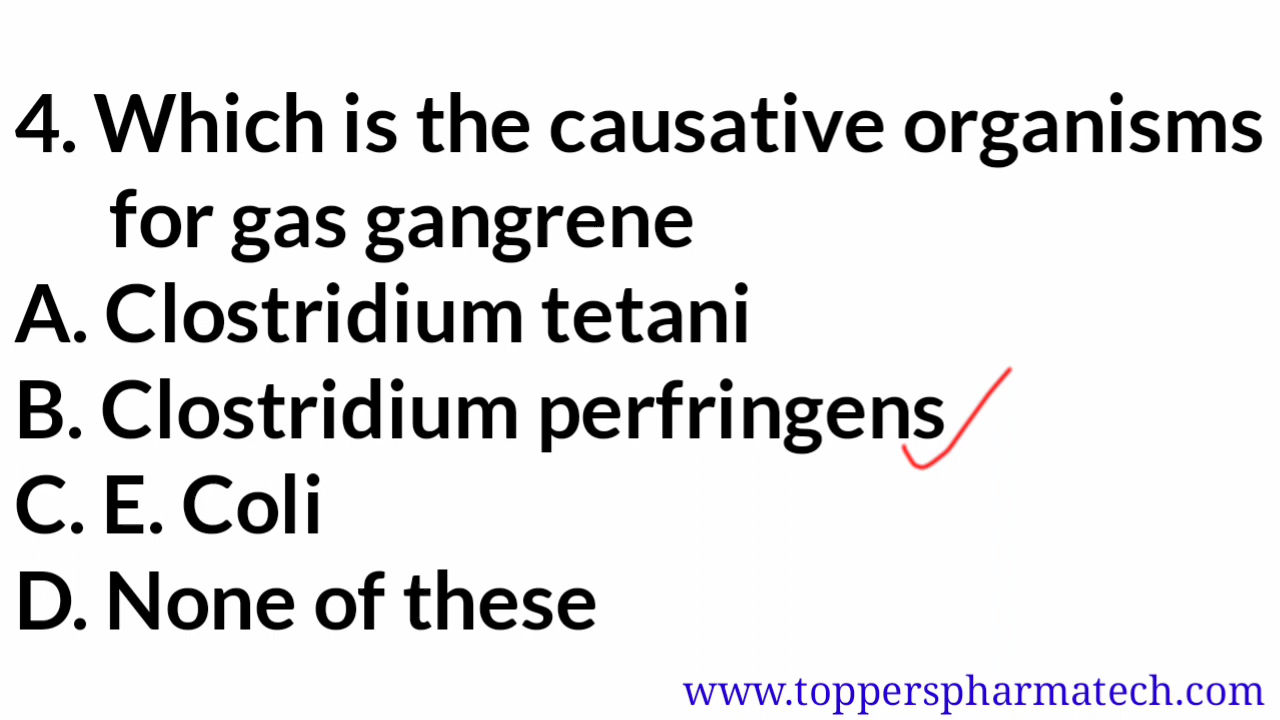 4. Which is the causative organisms
for gas gangrene
A. Clostridium tetani
B. Clostridium perfringens
C. E. Coli
D. None of these
www.topperspharmatech.com